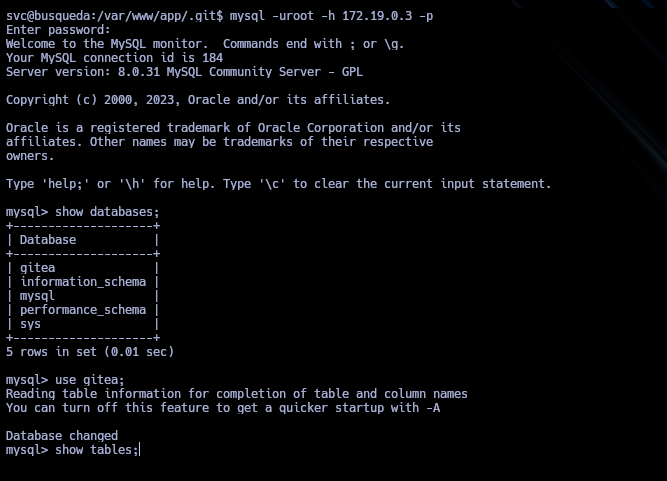 svc@busqueda:/var/www/app/.git$ mysql -uroot -h 172.19.0.3 -p
Enter password:
Welcome to the MySQL monitor.  Commands end with ; or \g.
Your MySQL connection id is 184
Server version: 8.0.31 MySQL Community Server - GPL

Copyright (c) 2000, 2023, Oracle and/or its affiliates.

Oracle is a registered trademark of Oracle Corporation and/or its
affiliates. Other names may be trademarks of their respective
owners.

Type 'help;' or '\h' for help. Type '\c' to clear the current input statement.

mysql> show databases;
+--------------------+
| Database           |
+--------------------+
| gitea              |
| information_schema |
| mysql              |
| performance_schema |
| sys                |
+--------------------+
5 rows in set (0.01 sec)

mysql> use gitea;
Reading table information for completion of table and column names
You can turn off this feature to get a quicker startup with -A

Database changed
mysql> show tables;